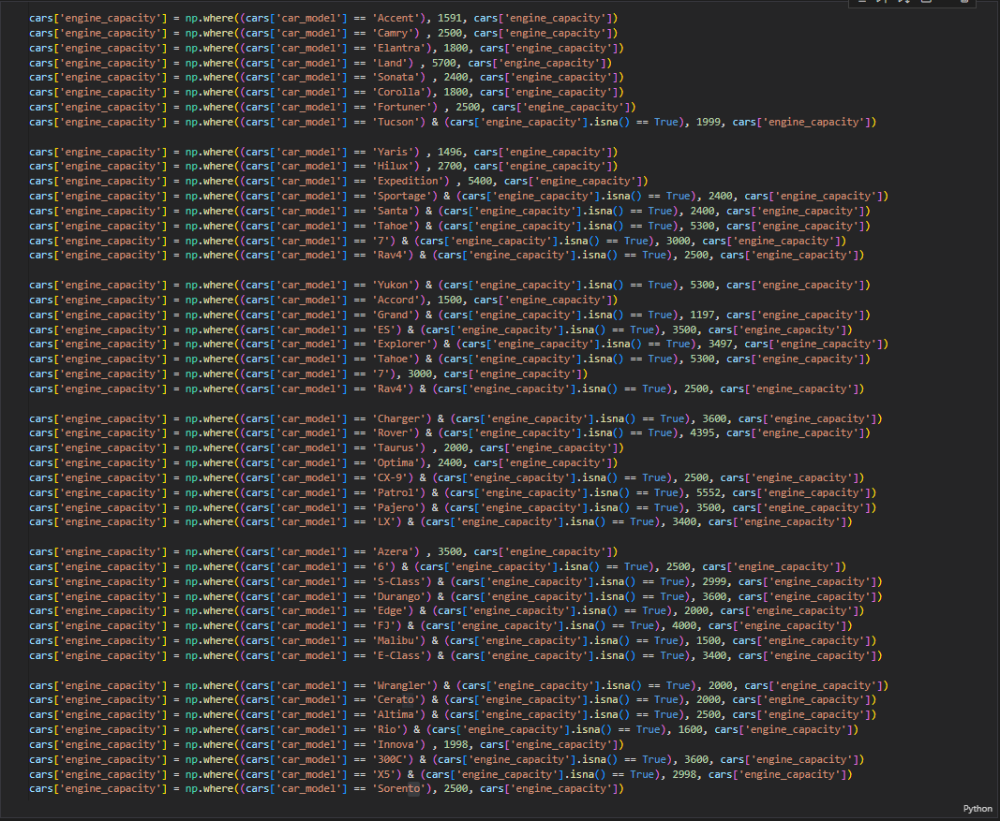 cars['engine_capacity'] = np.where((cars['car_model'] == 'Accent'), 1591, cars['engine_capacity'])
cars['engine_capacity'] = np.where((cars['car_model'] == 'Camry') , 2500, cars['engine_capacity'])
cars['engine_capacity'] = np.where((cars['car_model'] == 'Elantra'), 1800, cars['engine_capacity'])
cars['engine_capacity'] = np.where((cars['car_model'] == 'Land') , 5700, cars['engine_capacity'])
cars['engine_capacity'] = np.where((cars['car_model'] == 'Sonata') , 2400, cars['engine_capacity'])
cars['engine_capacity'] = np.where((cars['car_model'] == 'Corolla'), 1800, cars['engine_capacity'])
cars['engine_capacity'] = np.where((cars['car_model'] == 'Fortuner') , 2500, cars['engine_capacity'])
cars['engine_capacity'] = np.where((cars['car_model'] == 'Tucson') & (cars['engine_capacity'].isna() == True), 1999, cars['engine_capacity'])
cars['engine_capacity'] = np.where((cars['car_model'] == 'Yaris') , 1496, cars['engine_capacity'])
cars['engine_capacity'] = np.where((cars['car_model'] == 'Hilux') , 2700, cars['engine_capacity'])
cars['engine_capacity'] = np.where((cars['car_model'] == 'Expedition') , 5400, cars['engine_capacity'])
cars['engine_capacity'] = np.where((cars['car_model'] == 'Sportage') & (cars['engine_capacity'].isna() == True), 2400, cars['engine_capacity'])
cars['engine_capacity'] = np.where((cars['car_model'] == 'Santa') & (cars['engine_capacity'].isna() == True), 2400, cars['engine_capacity'])
cars['engine_capacity'] = np.where((cars['car_model'] == 'Tahoe') & (cars['engine_capacity'].isna() == True), 5300, cars['engine_capacity'])
cars['engine_capacity'] = np.where((cars['car_model'] == '7') & (cars['engine_capacity'].isna() == True), 3000, cars['engine_capacity'])
cars['engine_capacity'] = np.where((cars['car_model'] == 'Rav4') & (cars['engine_capacity'].isna() == True), 2500, cars['engine_capacity'])
cars['engine_capacity'] = np.where((cars['car_model'] == 'Yukon') & (cars['engine_capacity'].isna() == True), 5300, cars['engine_capacity'])
cars['engine_capacity'] = np.where((cars['car_model'] == 'Accord'), 1500, cars['engine_capacity'])
cars['engine_capacity'] = np.where((cars['car_model'] == 'Grand') & (cars['engine_capacity'].isna() == True), 1197, cars['engine_capacity'])
cars['engine_capacity'] = np.where((cars['car_model'] == 'ES') & (cars['engine_capacity'].isna() == True), 3500, cars['engine_capacity'])
cars['engine_capacity'] = np.where((cars['car_model'] == 'Explorer') & (cars['engine_capacity'].isna() == True), 3497, cars['engine_capacity'])
cars['engine_capacity'] = np.where((cars['car_model'] == 'Tahoe') & (cars['engine_capacity'].isna() == True), 5300, cars['engine_capacity'])
cars['engine_capacity'] = np.where((cars['car_model'] == '7'), 3000, cars['engine_capacity'])
cars['engine_capacity'] = np.where((cars['car_model'] == 'Rav4') & (cars['engine_capacity'].isna() == True), 2500, cars['engine_capacity'])
cars['engine_capacity'] = np.where((cars['car_model'] == 'Charger') & (cars['engine_capacity'].isna() == True), 3600, cars['engine_capacity'])
cars['engine_capacity'] = np.where((cars['car_model'] == 'Rover') & (cars['engine_capacity'].isna() == True), 4395, cars['engine_capacity'])
cars['engine_capacity'] = np.where((cars['car_model'] == 'Taurus') , 2000, cars['engine_capacity'])
cars['engine_capacity'] = np.where((cars['car_model'] == 'Optima'), 2400, cars['engine_capacity'])
cars['engine_capacity'] = np.where((cars['car_model'] == 'CX-9') & (cars['engine_capacity'].isna() == True), 2500, cars['engine_capacity'])
cars['engine_capacity'] = np.where((cars['car_model'] == 'Patrol') & (cars['engine_capacity'].isna() == True), 5552, cars['engine_capacity'])
cars['engine_capacity'] = np.where((cars['car_model'] == 'Pajero') & (cars['engine_capacity'].isna() == True), 3500, cars['engine_capacity'])
cars['engine_capacity'] = np.where((cars['car_model'] == 'LX') & (cars['engine_capacity'].isna() == True), 3400, cars['engine_capacity'])
cars['engine_capacity'] = np.where((cars['car_model'] == 'Azera') , 3500, cars['engine_capacity'])
cars['engine_capacity'] = np.where((cars['car_model'] == '6') & (cars['engine_capacity'].isna() == True), 2500, cars['engine_capacity'])
cars['engine_capacity'] = np.where((cars['car_model'] == 'S-Class') & (cars['engine_capacity'].isna() == True), 2999, cars['engine_capacity'])
cars['engine_capacity'] = np.where((cars['car_model'] == 'Durango') & (cars['engine_capacity'].isna() == True), 3600, cars['engine_capacity'])
cars['engine_capacity'] = np.where((cars['car_model'] == 'Edge') & (cars['engine_capacity'].isna() == True), 2000, cars['engine_capacity'])
cars['engine_capacity'] = np.where((cars['car_model'] == 'FJ') & (cars['engine_capacity'].isna() == True), 4000, cars['engine_capacity'])
cars['engine_capacity'] = np.where((cars['car_model'] == 'Malibu') & (cars['engine_capacity'].isna() == True), 1500, cars['engine_capacity'])
cars['engine_capacity'] = np.where((cars['car_model'] == 'E-Class') & (cars['engine_capacity'].isna() == True), 3400, cars['engine_capacity'])
cars['engine_capacity'] = np.where((cars['car_model'] == 'Wrangler') & (cars['engine_capacity'].isna() == True), 2000, cars['engine_capacity'])
cars['engine_capacity'] = np.where((cars['car_model'] == 'Cerato') & (cars['engine_capacity'].isna() == True), 2000, cars['engine_capacity'])
cars['engine_capacity'] = np.where((cars['car_model'] == 'Altima') & (cars['engine_capacity'].isna() == True), 2500, cars['engine_capacity'])
cars['engine_capacity'] = np.where((cars['car_model'] == 'Rio') & (cars['engine_capacity'].isna() == True), 1600, cars['engine_capacity'])
cars['engine_capacity'] = np.where((cars['car_model'] == 'Innova') , 1998, cars['engine_capacity'])
cars['engine_capacity'] = np.where((cars['car_model'] == '300C') & (cars['engine_capacity'].isna() == True), 3600, cars['engine_capacity'])
cars['engine_capacity'] = np.where((cars['car_model'] == 'X5') & (cars['engine_capacity'].isna() == True), 2998, cars['engine_capacity'])
cars['engine_capacity'] = np.where((cars['car_model'] == 'Sorento'), 2500, cars['engine_capacity'])
Python